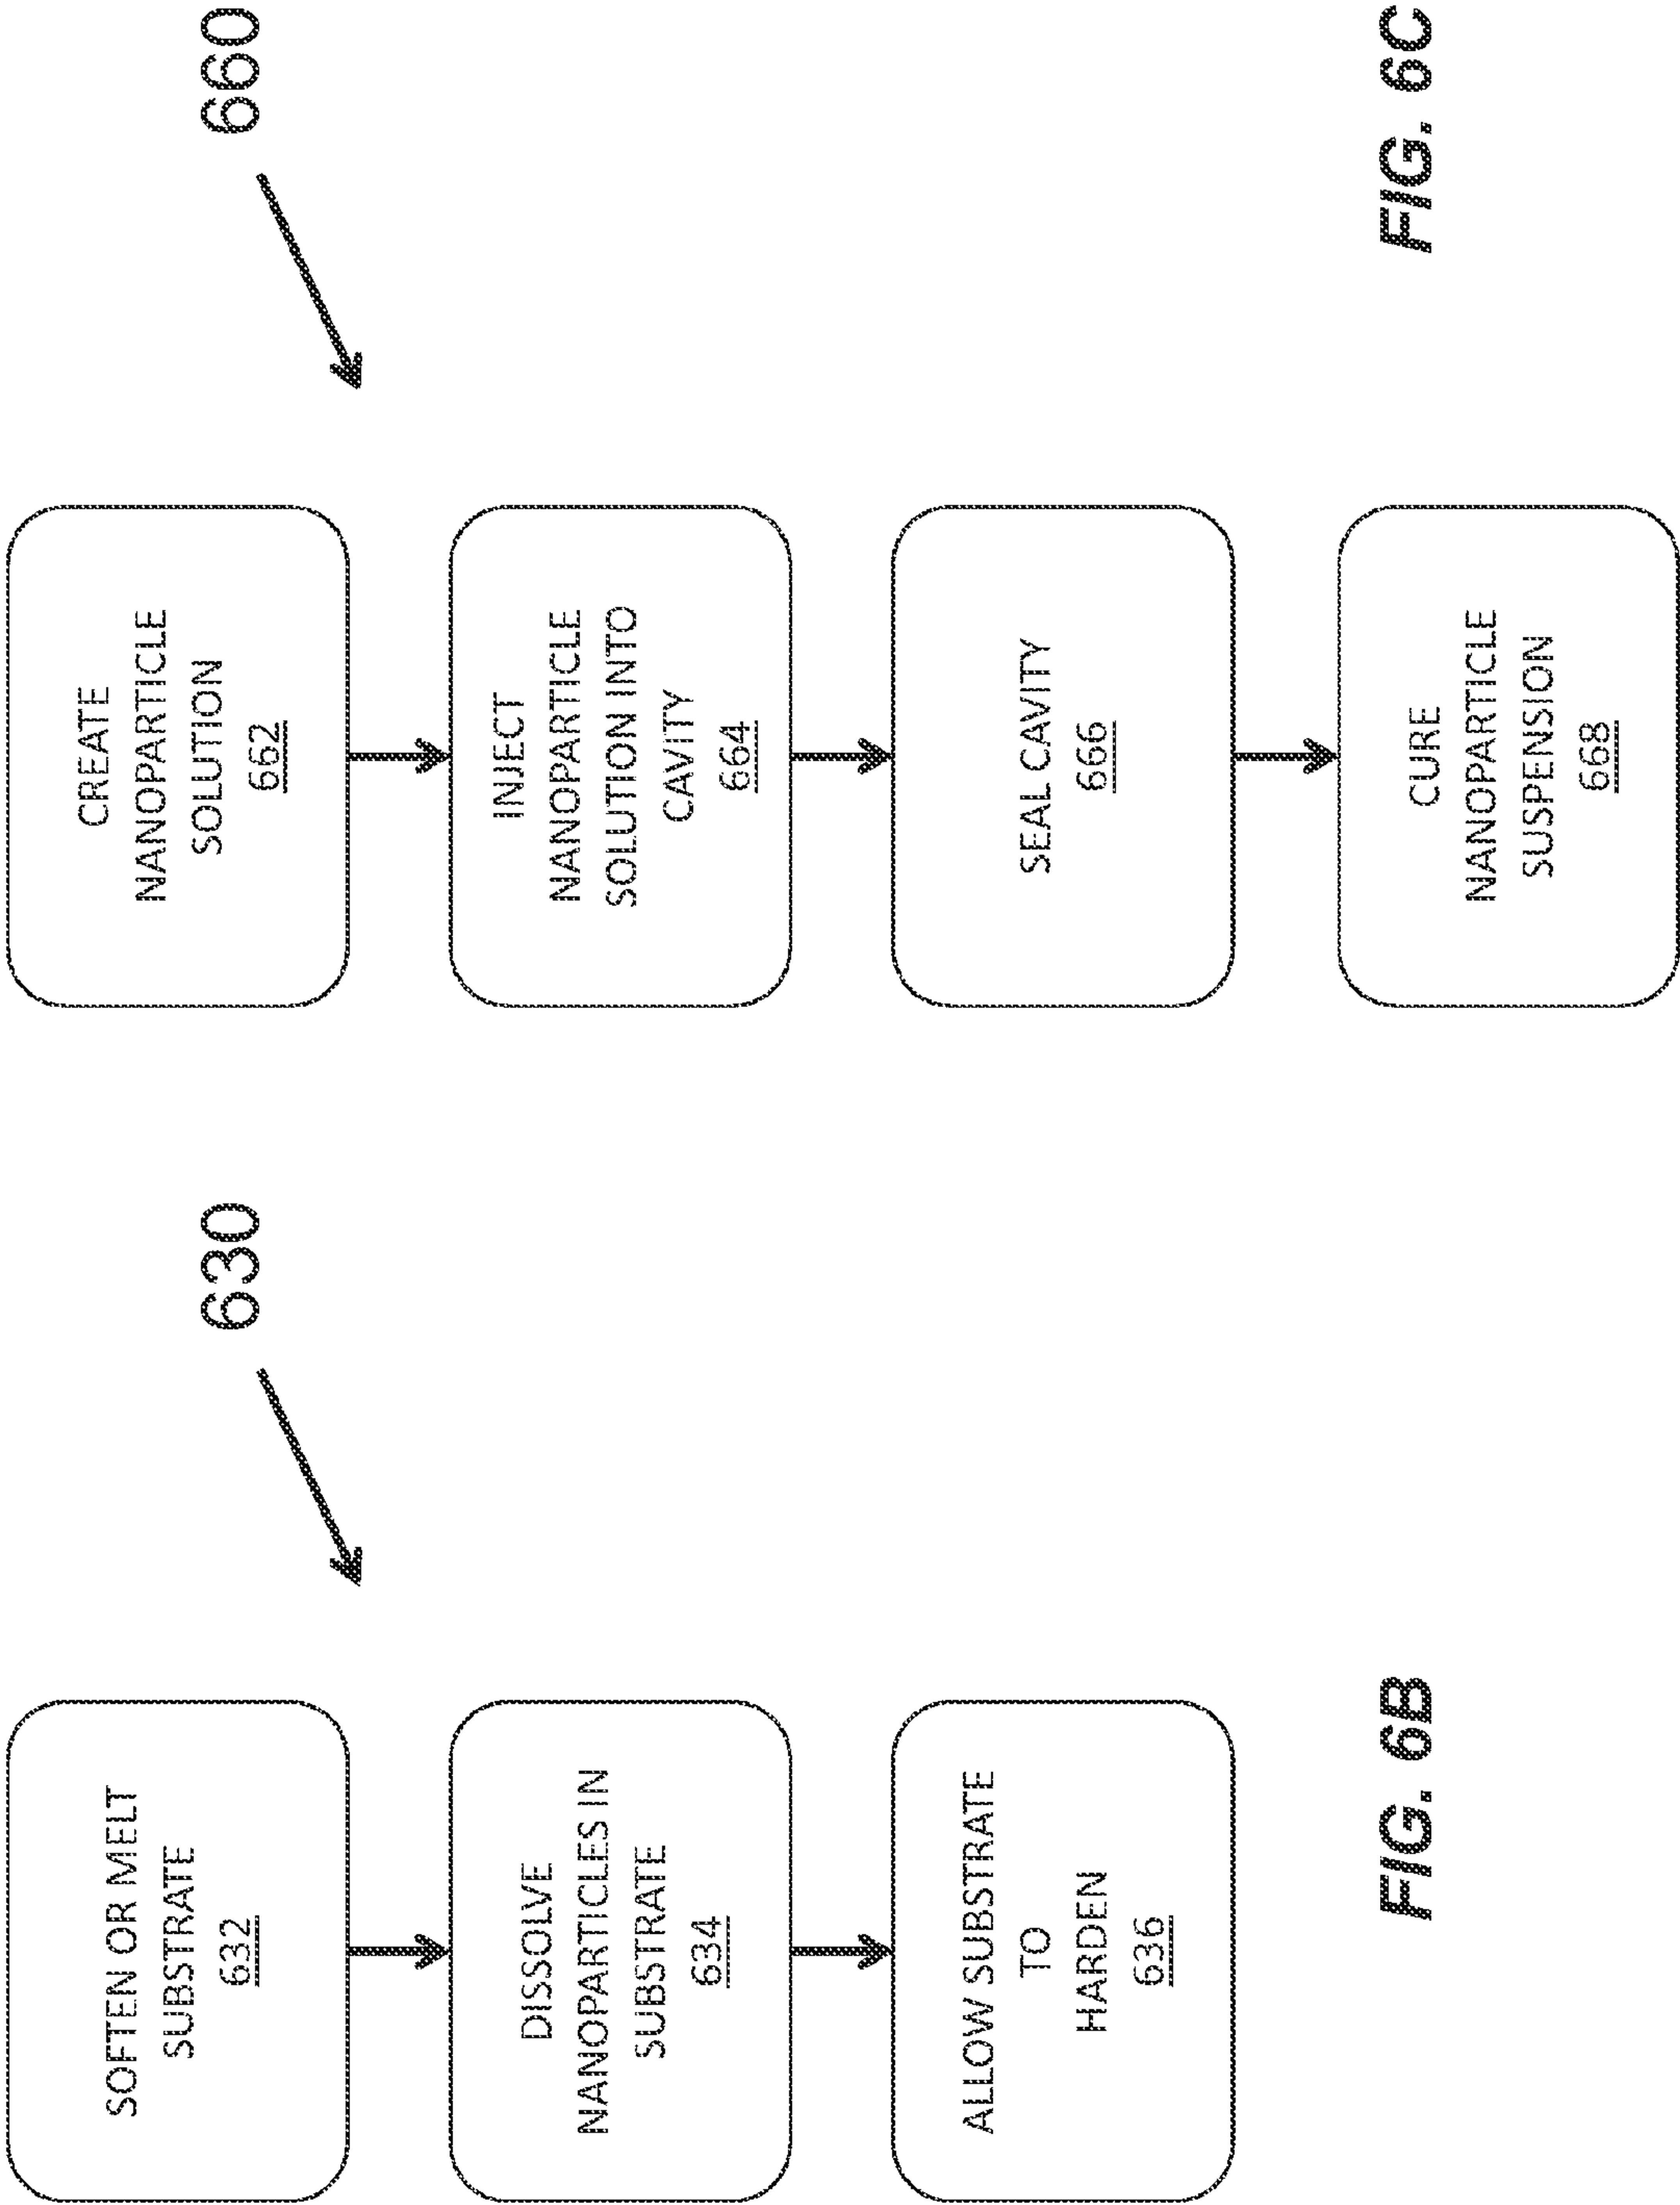 630
SOFTEN OR MELT
SUBSTRATE
632
DISSOLVE
NANOPARTICLES IN
SUBSTRATE
634
ALLOW SUBSTRATE
TO
HARDEN
636
FIG. 6B
660
CREATE
NANOPARTICLE
SOLUTION
662
INJECT
NANOPARTICLE
SOLUTION INTO
CAVITY
664
SEAL CAVITY
666
CURE
NANOPARTICLE
SUSPENSION
668
FIG. 6C